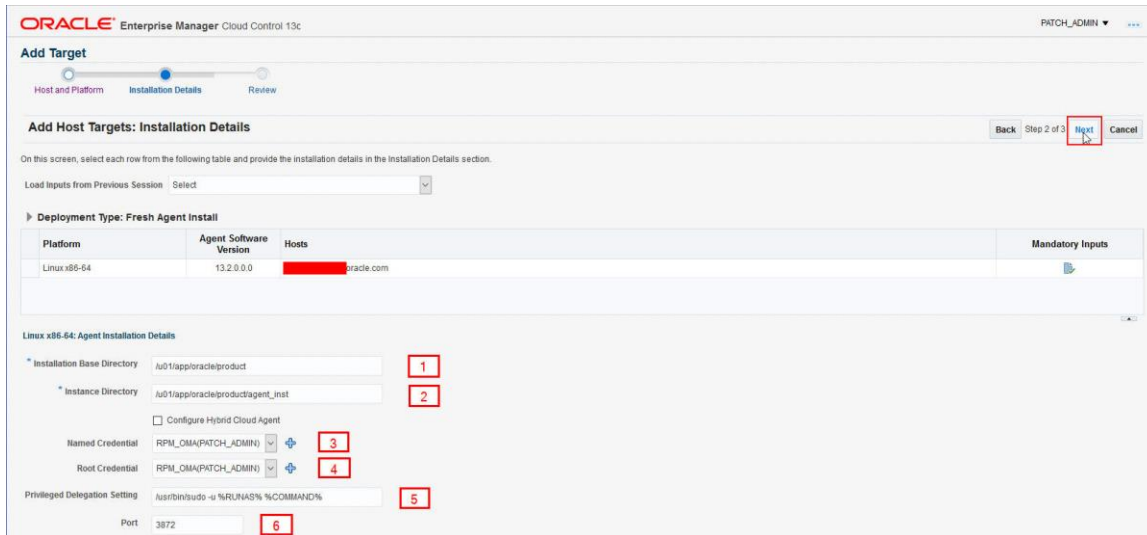 ORACLE Enterprise Manager Cloud Control 13c
PATCH_ADMIN
Add Target
Host and Platform Installation Details Review
Add Host Targets: Installation Details
Back Step 2 of 3 Next Cancel
On this screen, select each row from the following table and provide the installation details in the Installation Details section.
Load Inputs from Previous Session Select
Deployment Type: Fresh Agent Install
Platform Agent Software Version Hosts Mandatory Inputs
Linux x86-64 13.2.0.0.0 oracle.com
Linux x86-64: Agent Installation Details
* Installation Base Directory /u01/app/oracle/product 1
* Instance Directory /u01/app/oracle/product/agent_inst 2
Configure Hybrid Cloud Agent
Named Credential RPM_OMA(PATCH_ADMIN) 3
Root Credential RPM_OMA(PATCH_ADMIN) 4
Privileged Delegation Setting /usr/bin/sudo -u %RUNAS% %COMMAND% 5
Port 3872 6